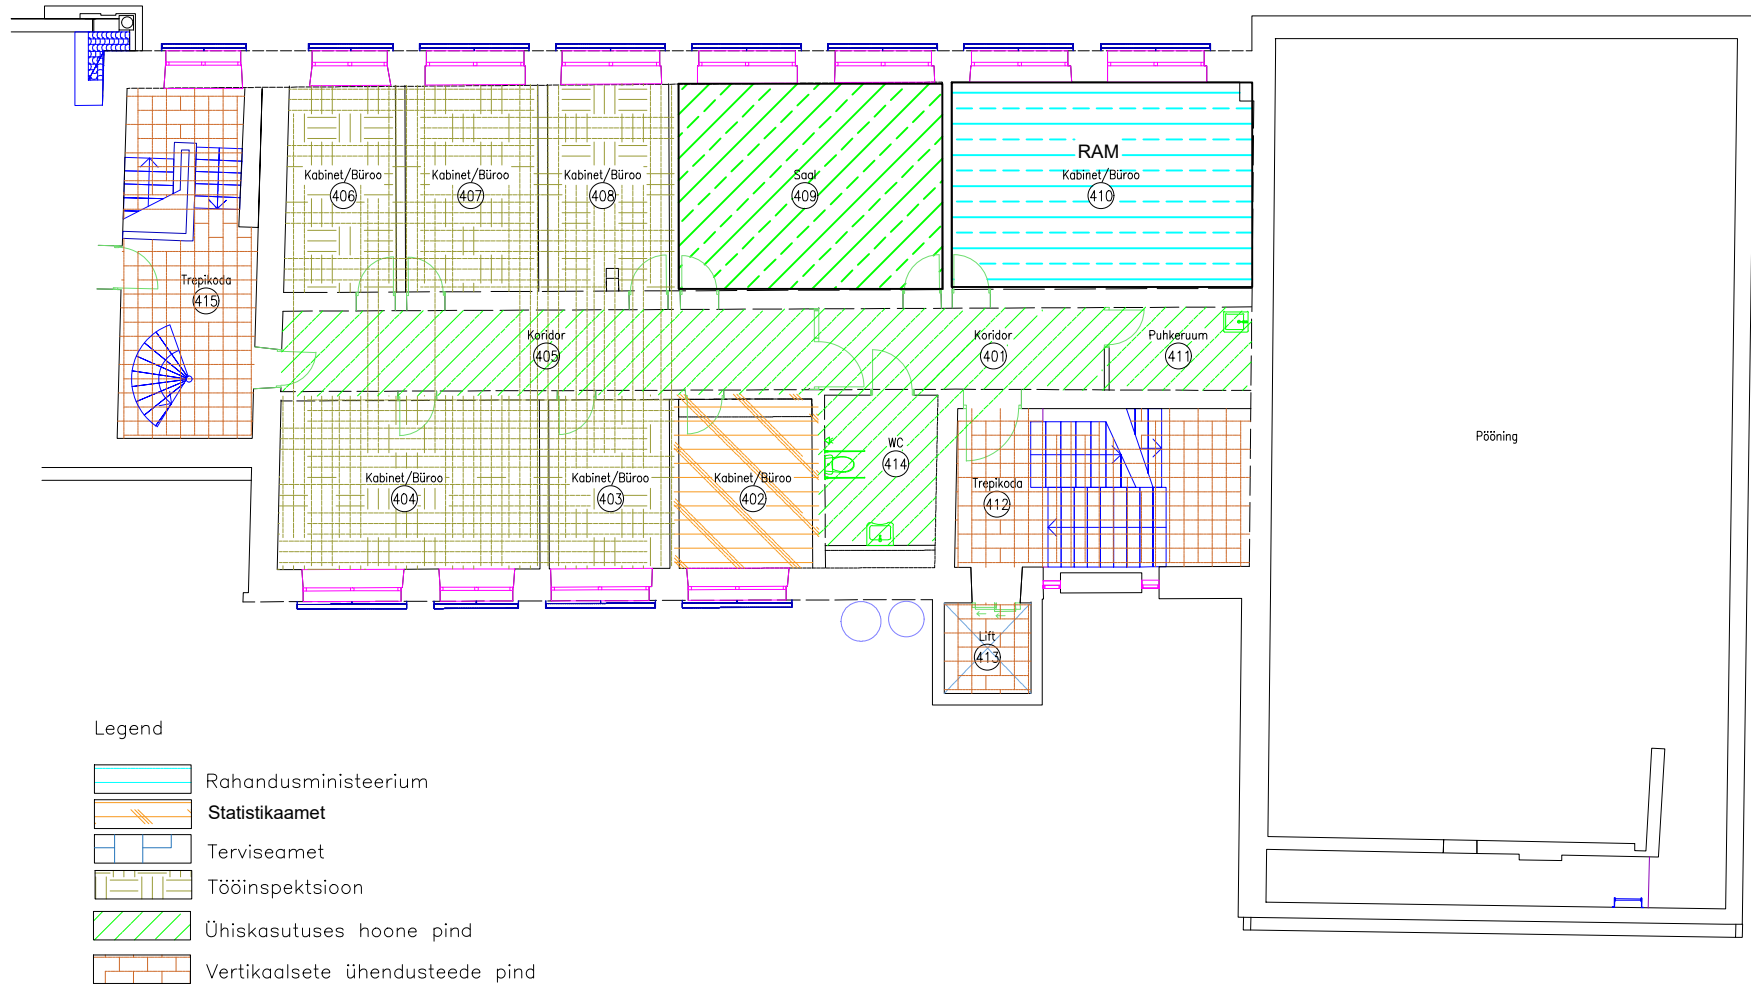 RAM
Kabinet/Büroo
406
Kabinet/Büroo
407
Kabinet/Büroo
408
Saal
409
Kabinet/Büroo
410
Trepikoda
415
Koridor
405
Koridor
401
Puhkeruum
411
Kabinet/Büroo
404
Kabinet/Büroo
403
Kabinet/Büroo
402
WC
414
Trepikoda
412
Pööning
Lift
413
Legend
Rahandusministeerium
Statistikaamet
Terviseamet
Tööinspektsioon
Ühiskasutuses hoone pind
Vertikaalsete ühendusteede pind